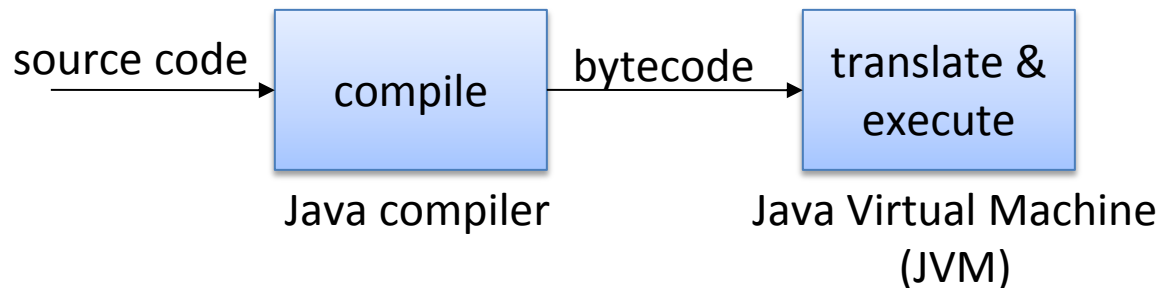 source code
compile
bytecode
translate &
execute
Java compiler
Java Virtual Machine
(JVM)